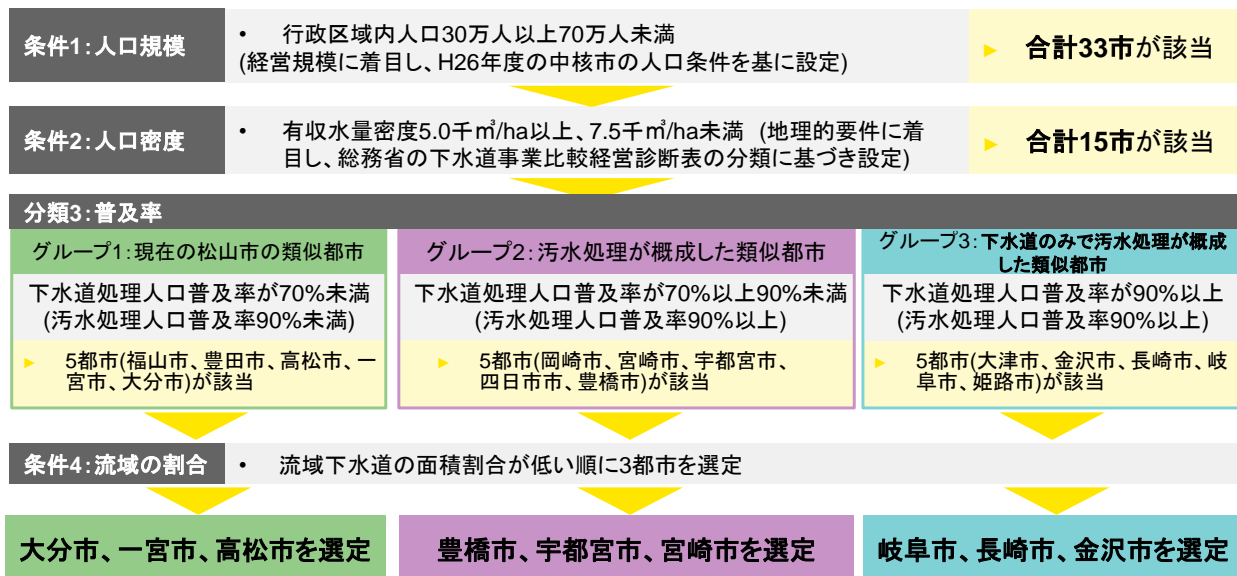 条件1:人口規模
• 行政区域内人口30万人以上70万人未満
(経営規模に着目し、H26年度の中核市の人口条件を基に設定)
► 合計33市が該当
条件2:人口密度
• 有収水量密度5.0千㎥/ha以上、7.5千㎥/ha未満 (地理的要件に着
目し、総務省の下水道事業比較経営診断表の分類に基づき設定)
► 合計15市が該当
分類3:普及率
グループ1:現在の松山市の類似都市
下水道処理人口普及率が70%未満
(汚水処理人口普及率90%未満)
► 5都市(福山市、豊田市、高松市、一
宮市、大分市)が該当
グループ2:汚水処理が概成した類似都市
下水道処理人口普及率が70%以上90%未満
(汚水処理人口普及率90%以上)
► 5都市(岡崎市、宮崎市、宇都宮市、
四日市市、豊橋市)が該当
グループ3:下水道のみで汚水処理が概成
した類似都市
下水道処理人口普及率が90%以上
(汚水処理人口普及率90%以上)
► 5都市(大津市、金沢市、長崎市、岐
阜市、姫路市)が該当
条件4:流域の割合
• 流域下水道の面積割合が低い順に3都市を選定
大分市、一宮市、高松市を選定
豊橋市、宇都宮市、宮崎市を選定
岐阜市、長崎市、金沢市を選定